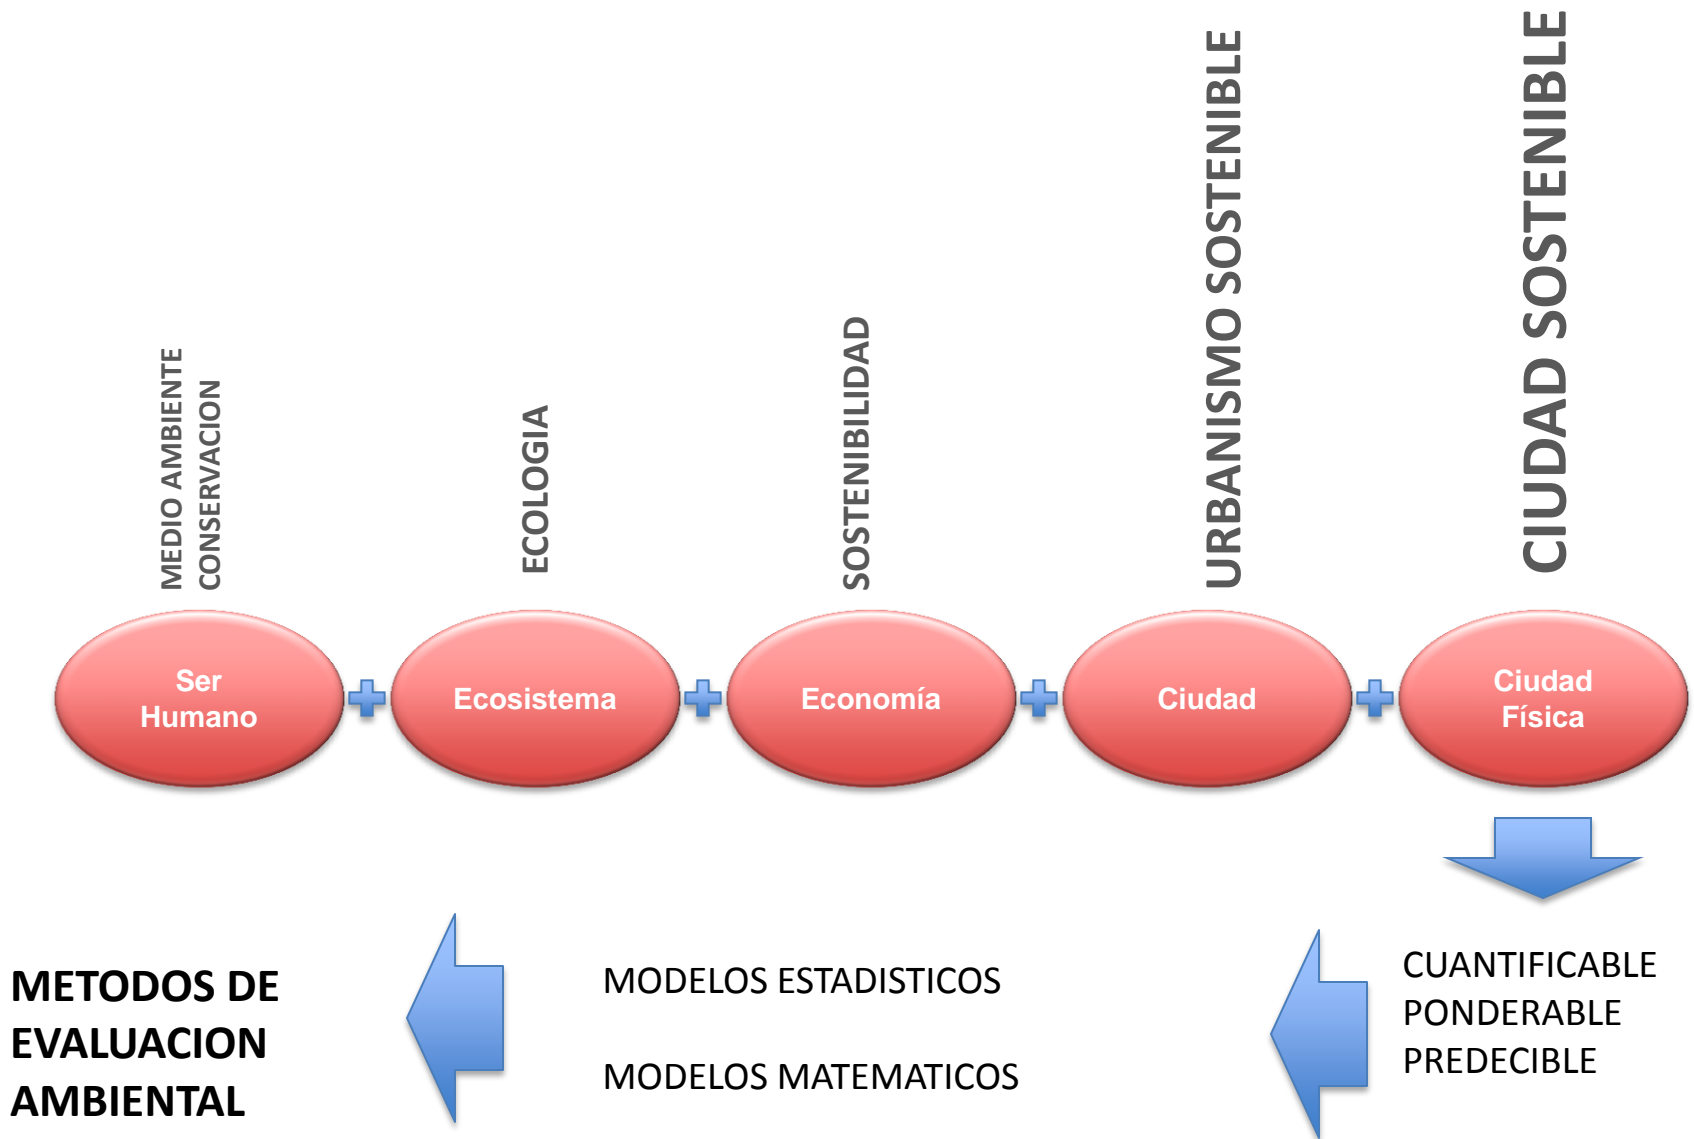 MEDIO AMBIENTE
CONSERVACION
ECOLOGIA
SOSTENIBILIDAD
URBANISMO SOSTENIBLE
CIUDAD SOSTENIBLE
Ser
Humano
Ecosistema
Economía
Ciudad
Ciudad
Física
CUANTIFICABLE
PONDERABLE
PREDECIBLE
MODELOS ESTADISTICOS
MODELOS MATEMATICOS
METODOS DE
EVALUACION
AMBIENTAL